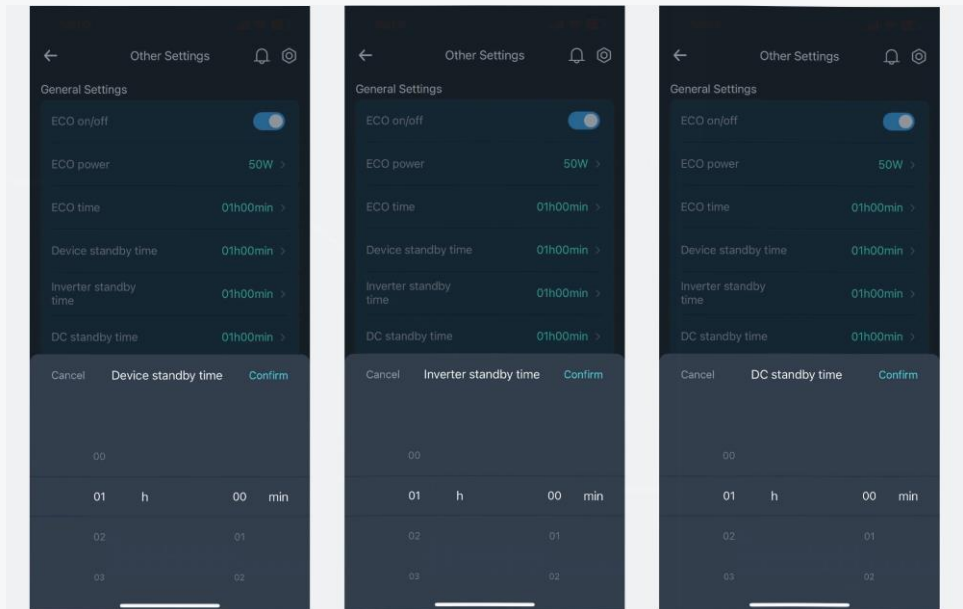 Other Settings
General Settings
ECO on/off
ECO power 50W >
ECO time 01h00min >
Device standby time 01h00min >
Inverter standby
time 01h00min >
DC standby time 01h00min >
Cancel Device standby time Confirm
00
01 h 00 min
02 01
03 02
Other Settings
General Settings
ECO on/off
ECO power 50W >
ECO time 01h00min >
Device standby time 01h00min >
Inverter standby
time 01h00min >
DC standby time 01h00min >
Cancel Inverter standby time Confirm
00
01 h 00 min
02 01
03 02
Other Settings
General Settings
ECO on/off
ECO power 50W >
ECO time 01h00min >
Device standby time 01h00min >
Inverter standby
time 01h00min >
DC standby time 01h00min >
Cancel DC standby time Confirm
00
01 h 00 min
02 01
03 02